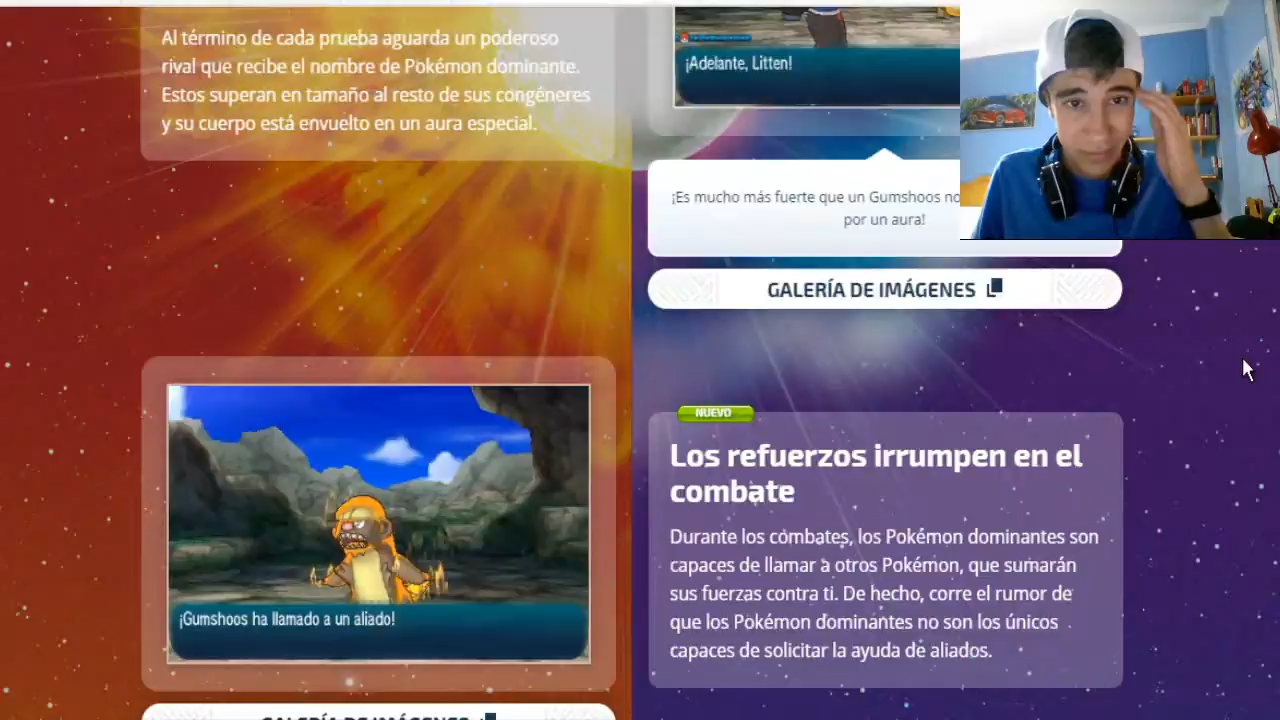 Al término de cada prueba aguarda un poderoso
rival que recibe el nombre de Pokémon dominante.
Estos superan en tamaño al resto de sus congéneres
y su cuerpo está envuelto en un aura especial.
¡Adelante, Litten!
¡Es mucho más fuerte que un Gumshoos no
por un aura!
GALERÍA DE IMÁGENES
¡Gumshoos ha llamado a un aliado!
NUEVO
Los refuerzos irrumpen en el
combate
Durante los combates, los Pokémon dominantes son
capaces de llamar a otros Pokémon, que sumarán
sus fuerzas contra ti. De hecho, corre el rumor de
que los Pokémon dominantes no son los únicos
capaces de solicitar la ayuda de aliados.
GALERÍA DE IMÁGENES